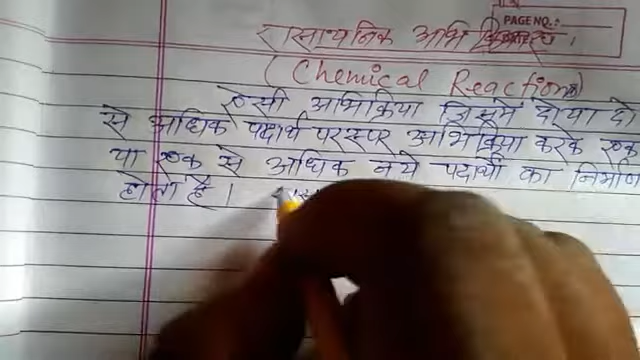 PAGE NO.:
रासायनिक अभि
(Chemical Reaction)
ऐसी अभिक्रिया जिसमें दो या दो
से अधिक पदार्थ परस्पर अभिक्रिया करके एक
या एक से अधिक नये पदार्थो का निर्माण
होता है।